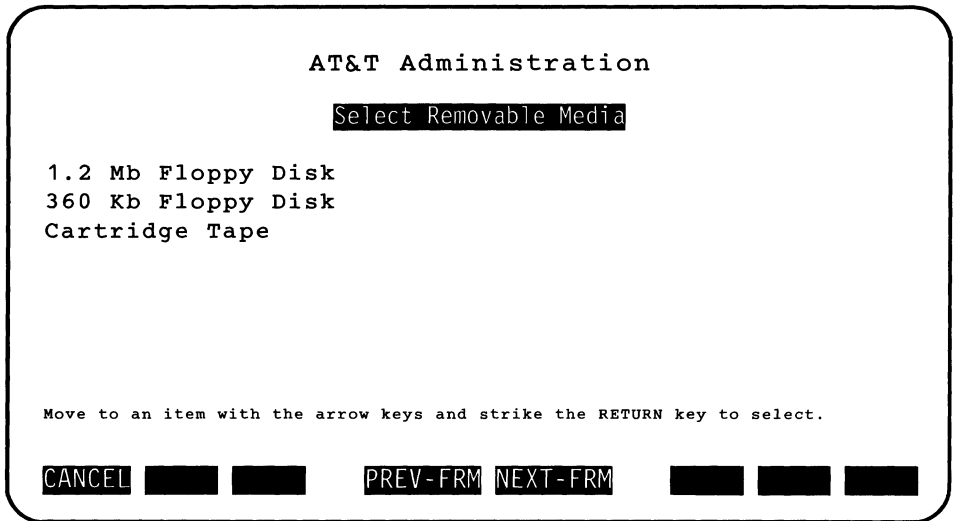 AT&T Administration
Select Removable Media
1.2 Mb Floppy Disk
360 Kb Floppy Disk
Cartridge Tape
Move to an item with the arrow keys and strike the RETURN key to select.
CANCEL PREV-FRM NEXT-FRM